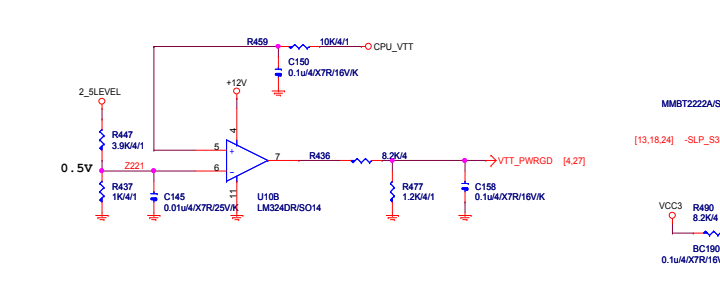 R459
10K/4/1
CPU_VTT
C150
0.1u/4/X7R/16V/K
+12V
2_5LEVEL
MMBT2222A/S
R447
3.9K/4/1
4
5
+
7
R436
8.2K/4
VTT_PWRGD [4,27]
[13,18,24] -SLP_S3
0.5V
Z221
6
-
R437
1K/4/1
C145
0.01u/4/X7R/25V/K
11
U10B
LM324DR/SO14
R477
1.2K/4/1
C158
0.1u/4/X7R/16V/K
VCC3
R490
8.2K/4
BC190
0.1u/4/X7R/16V